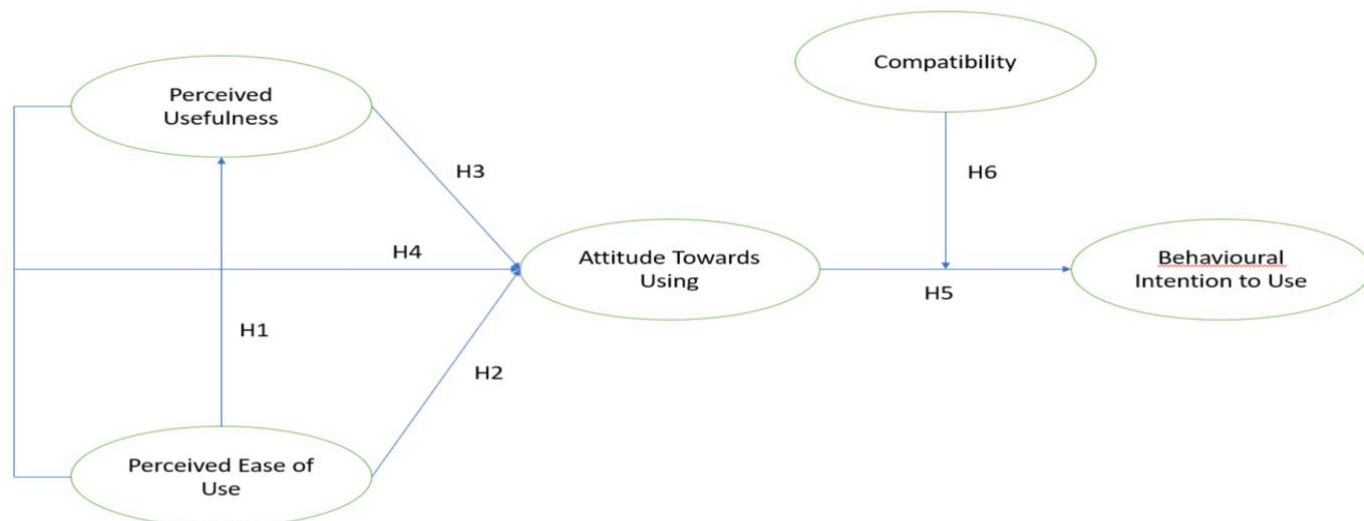 Compatibility
Perceived
Usefulness
H3
H6
H4
Attitude Towards
Using
Behavioural
Intention to Use
H5
H1
H2
Perceived Ease of
Use